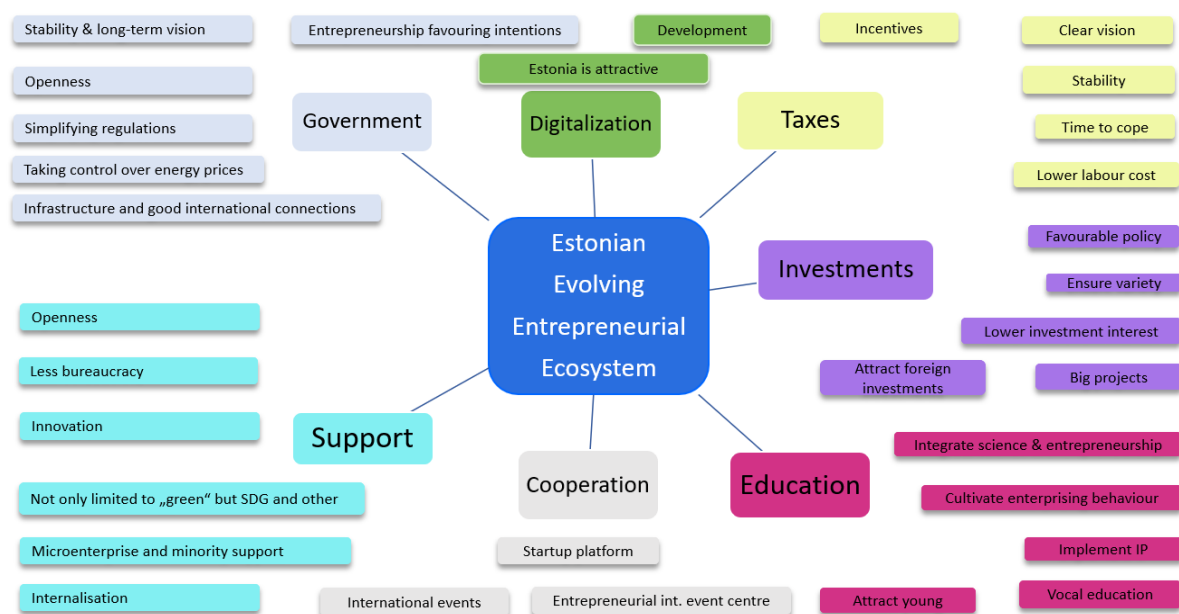 Stability & long-term vision
Entrepreneurship favouring intentions
Development
Incentives
Clear vision
Openness
Estonia is attractive
Stability
Government
Digitalization
Taxes
Simplifying regulations
Time to cope
Taking control over energy prices
Lower labour cost
Infrastructure and good international connections
Estonian
Evolving
Entrepreneurial
Ecosystem
Investments
Favourable policy
Ensure variety
Lower investment interest
Attract foreign
investments
Big projects
Openness
Less bureaucracy
Innovation
Support
Cooperation
Education
Integrate science & entrepreneurship
Cultivate enterprising behaviour
Not only limited to „green“ but SDG and other
Microenterprise and minority support
Startup platform
Implement IP
Internalisation
International events
Entrepreneurial int. event centre
Attract young
Vocal education